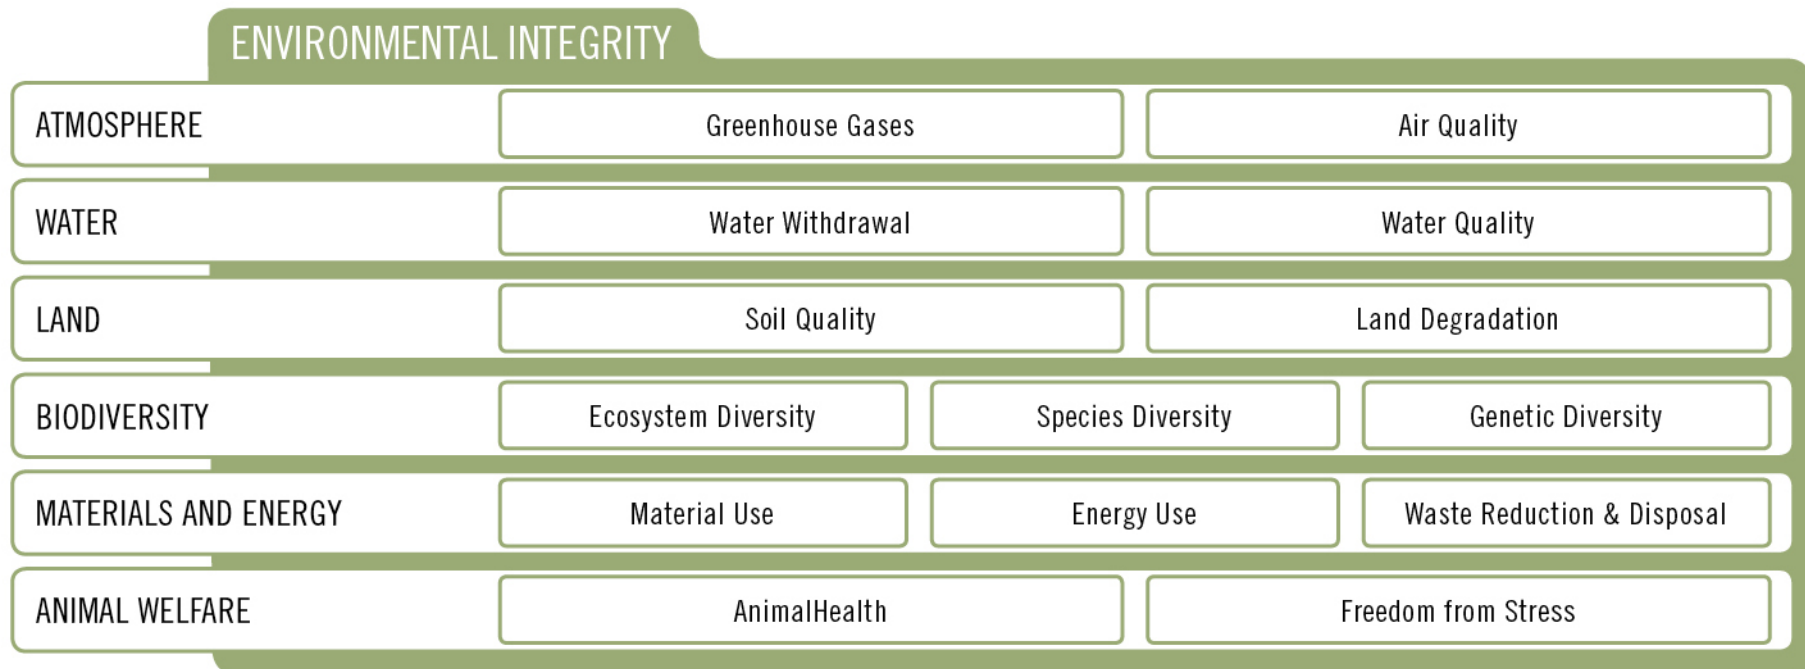 ENVIRONMENTAL INTEGRITY
ATMOSPHERE
Greenhouse Gases
Air Quality
WATER
Water Withdrawal
Water Quality
LAND
Soil Quality
Land Degradation
BIODIVERSITY
Ecosystem Diversity
Species Diversity
Genetic Diversity
MATERIALS AND ENERGY
Material Use
Energy Use
Waste Reduction & Disposal
ANIMAL WELFARE
AnimalHealth
Freedom from Stress